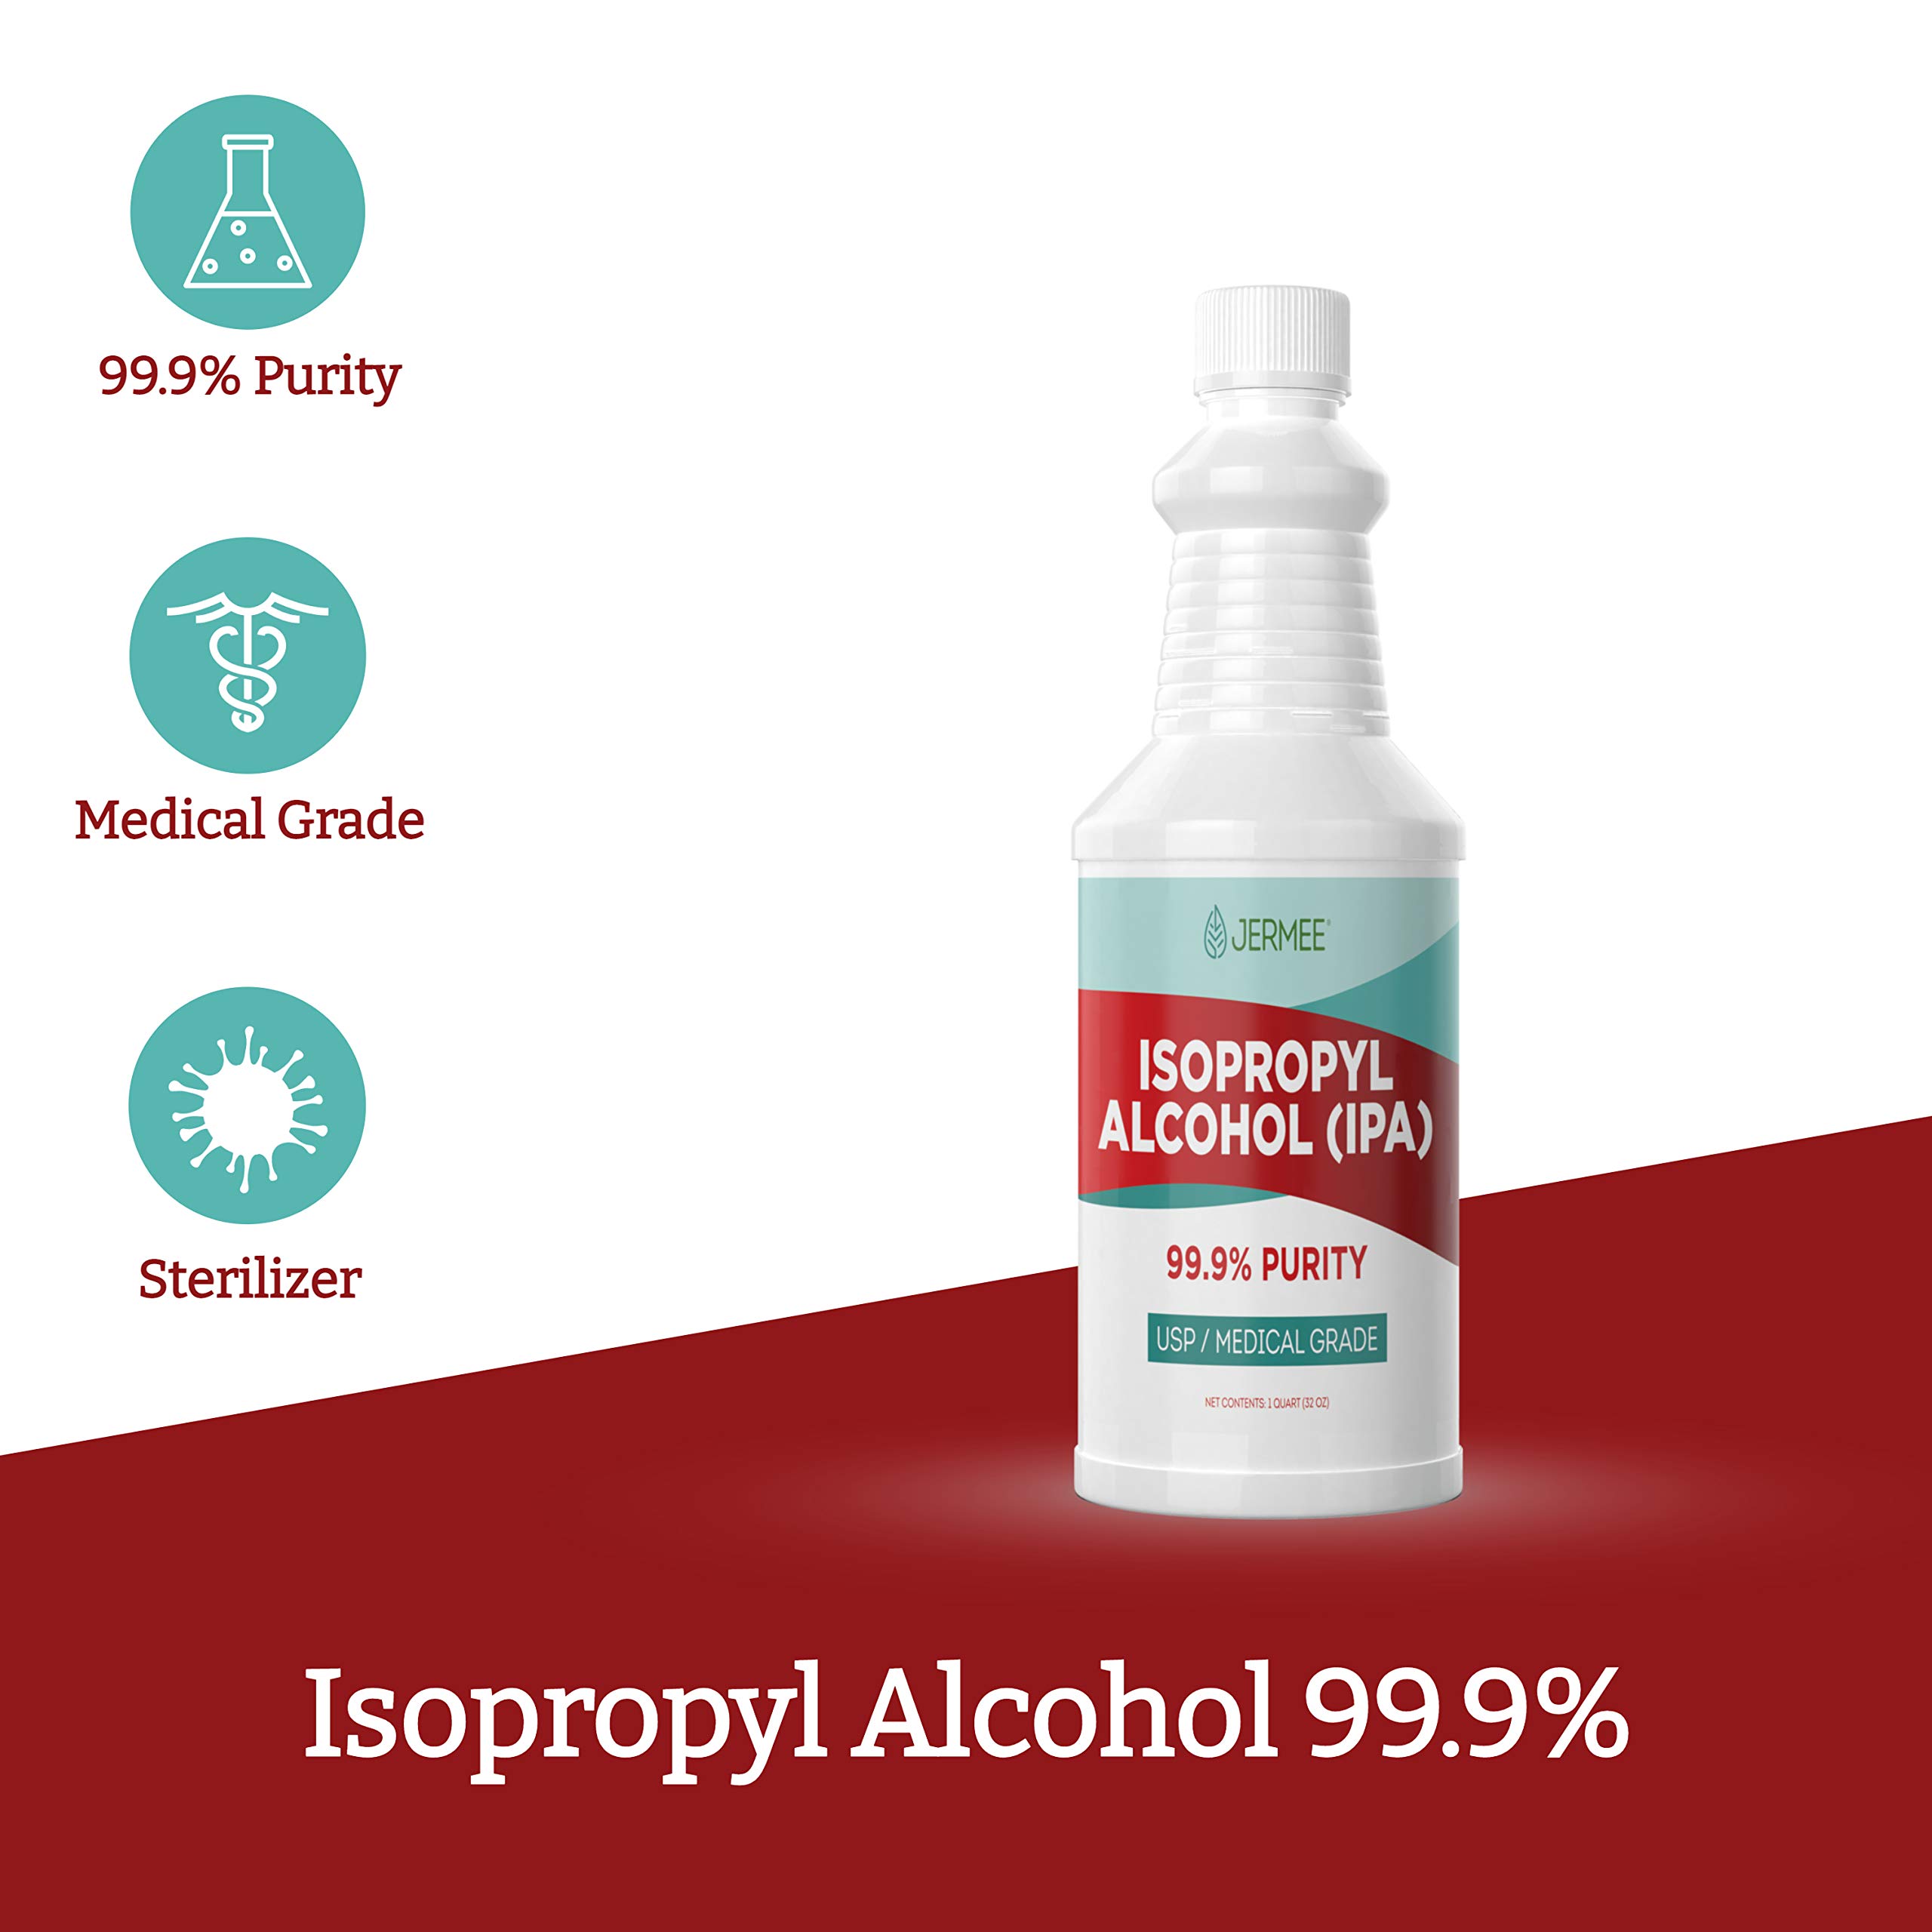 99.9% Purity
Medical Grade
Sterilizer
JERMEE®
ISOPROPYL
ALCOHOL (IPA)
99.9% PURITY
USP / MEDICAL GRADE
NET CONTENTS: 1 QUART (32 OZ)
Isopropyl Alcohol 99.9%